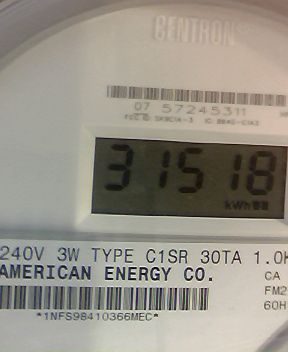 CENTRON
07 57245311
31518
kWh
240V 3W TYPE C1SR 30TA 1.0K
AMERICAN ENERGY CO.
CA
FM2
60H
*1NFS98410366MEC*